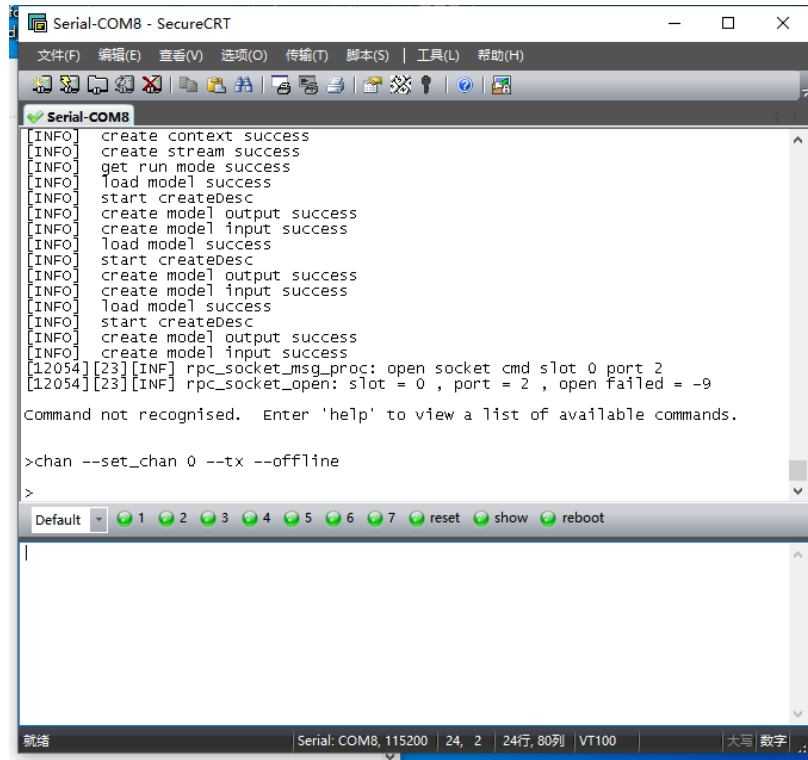 Serial-COM8 - SecureCRT
文件(F) 编辑(E) 查看(V) 选项(O) 传输(T) 脚本(S) 工具(L) 帮助(H)
Serial-COM8
[INFO] create context success
[INFO] create stream success
[INFO] get run mode success
[INFO] load model success
[INFO] start createDesc
[INFO] create model output success
[INFO] create model input success
[INFO] load model success
[INFO] start createDesc
[INFO] create model output success
[INFO] create model input success
[INFO] load model success
[INFO] start createDesc
[INFO] create model output success
[INFO] create model input success
[12054][23][INF] rpc_socket_msg_proc: open socket cmd slot 0 port 2
[12054][23][INF] rpc_socket_open: slot = 0 , port = 2 , open failed = -9
Command not recognised. Enter 'help' to view a list of available commands.
>chan --set_chan 0 --tx --offline
>
Default 1 2 3 4 5 6 7 reset show reboot
就绪 Serial: COM8, 115200 24, 2 24行, 80列 VT100 大写 数字